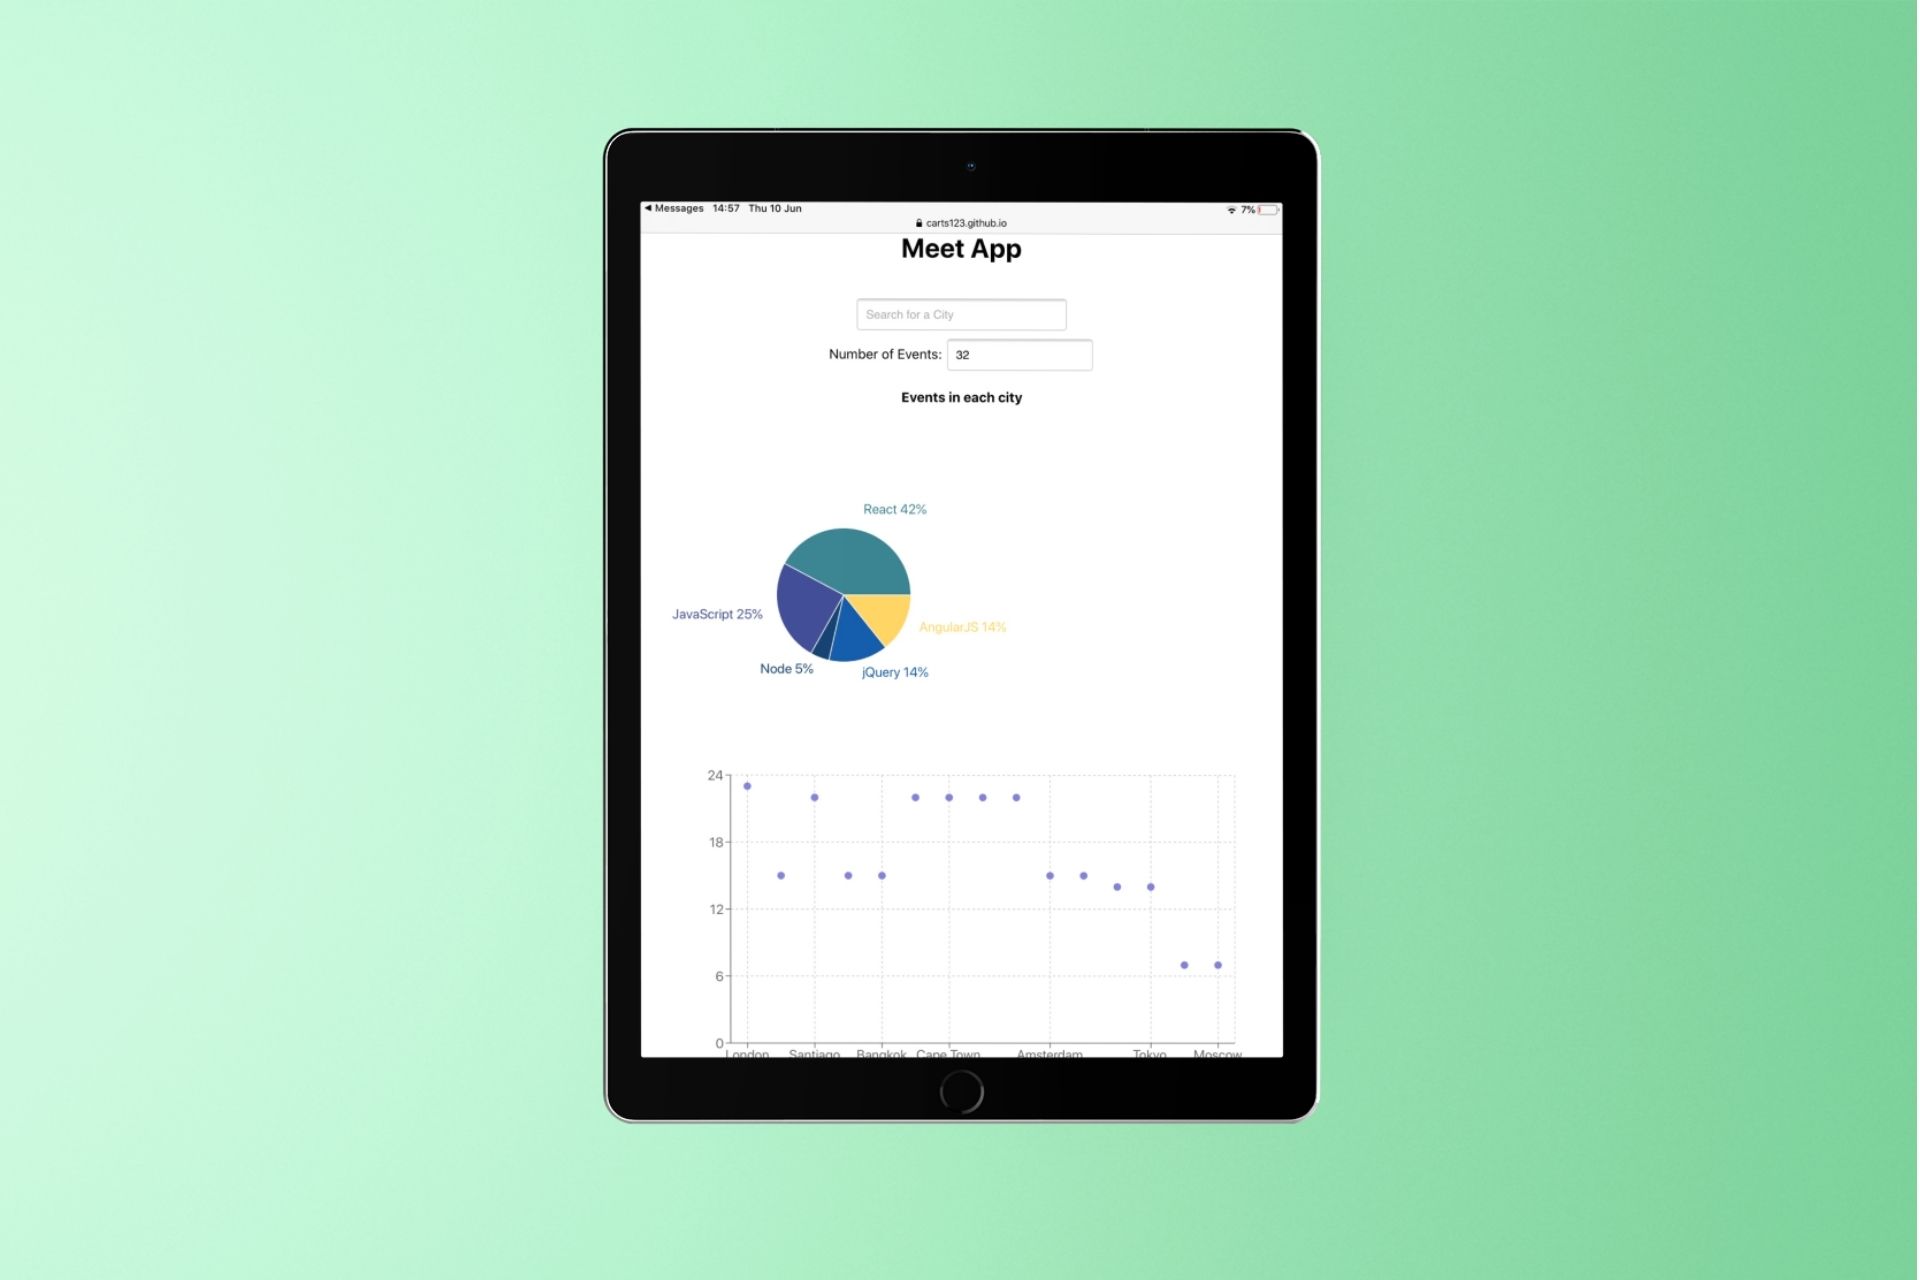 ◀ Messages 14:57 Thu 10 Jun 7%
carts123.github.io
Meet App
Search for a City
Number of Events: 32
Events in each city
React 42%
JavaScript 25%
AngularJS 14%
Node 5%
jQuery 14%
24
18
12
6
0
London Santiago Bangkok Cape Town Amsterdam Tokyo Moscow